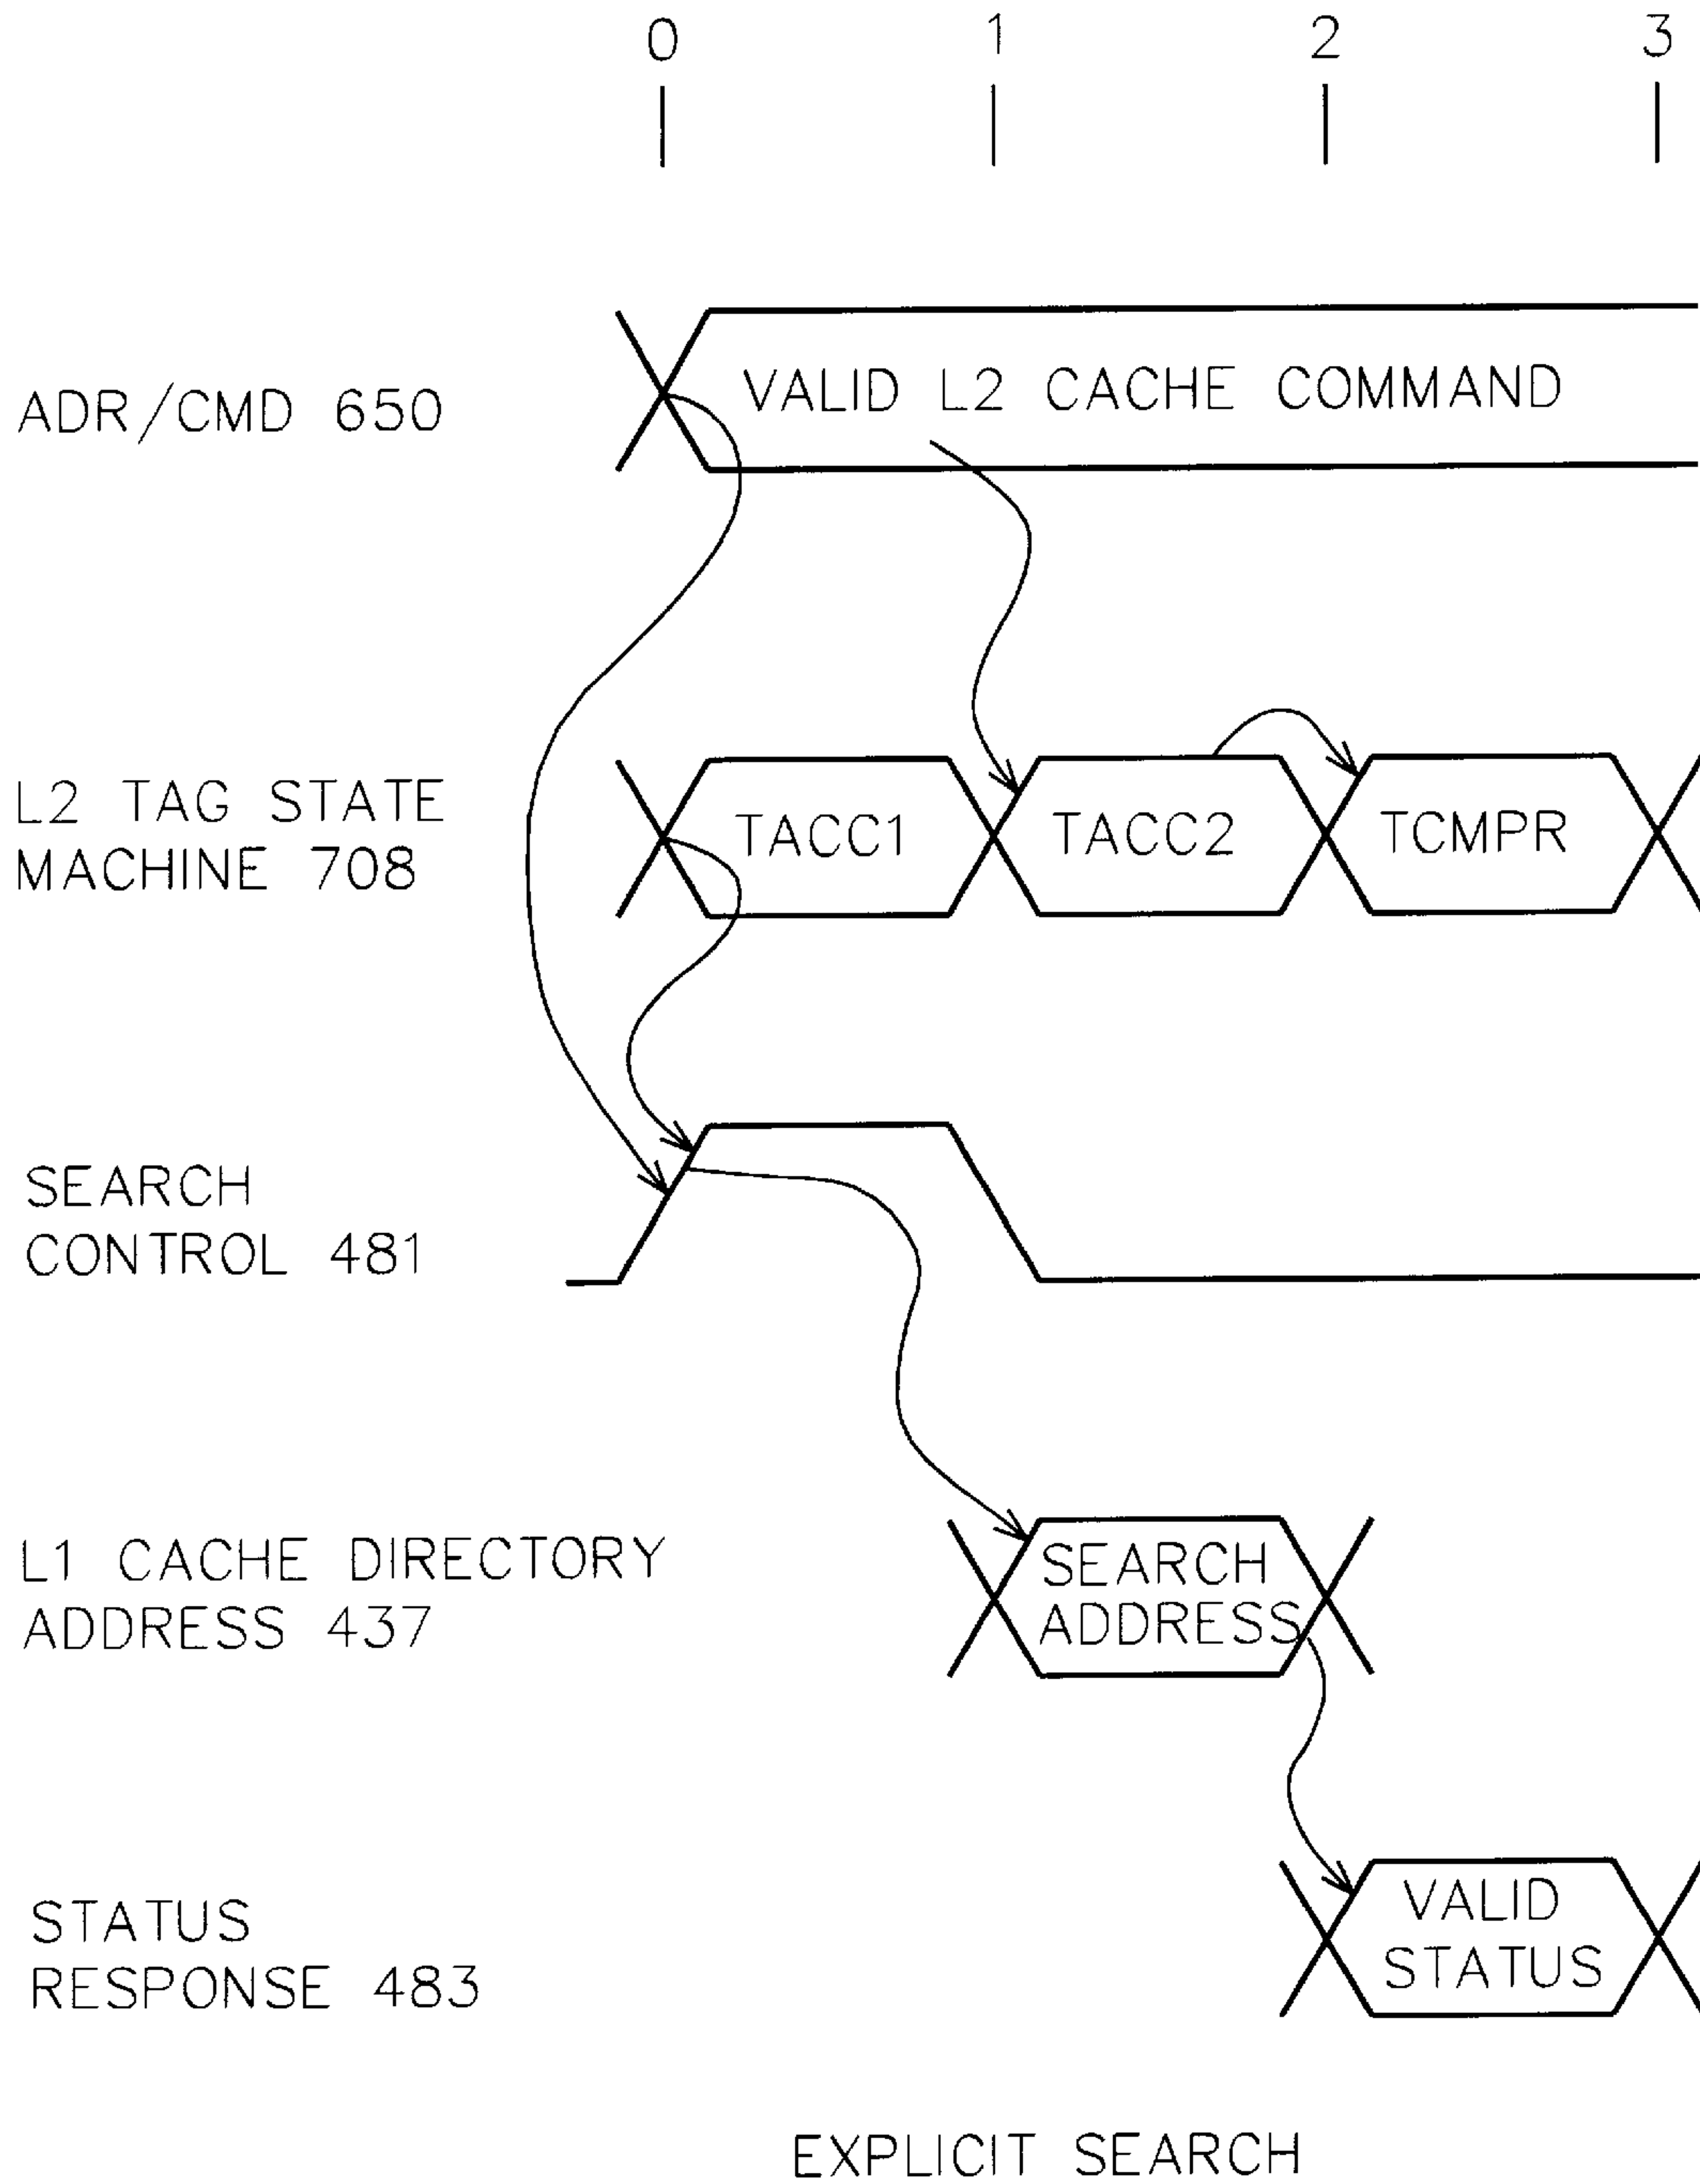 0 1 2 3
ADR/CMD 650
VALID L2 CACHE COMMAND
L2 TAG STATE
MACHINE 708
TACC1 TACC2 TCMPR
SEARCH
CONTROL 481
L1 CACHE DIRECTORY
ADDRESS 437
SEARCH
ADDRESS
STATUS
RESPONSE 483
VALID
STATUS
EXPLICIT SEARCH